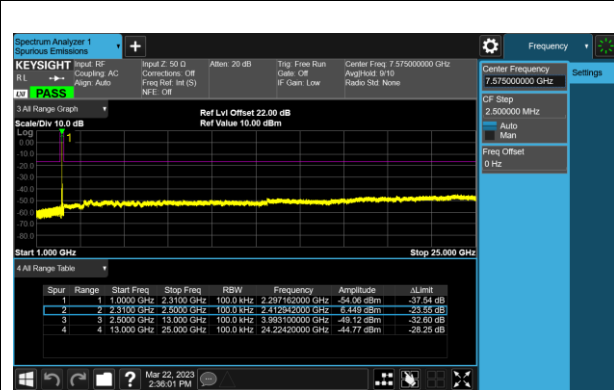 Spectrum Analyzer 1
Spurious Emissions
Frequency
KEYSIGHT
RL
Input: RF
Coupling: AC
Align: Auto
Input Z: 50 Ω
Corrections: Off
Freq Ref: Int (S)
NFE: Off
Atten: 20 dB
Trig: Free Run
Gate: Off
IF Gain: Low
Center Freq: 7.575000000 GHz
Avg|Hold: 9/10
Radio Std: None
PASS
Center Frequency
7.575000000 GHz
Settings
CF Step
2.500000 MHz
Auto
Man
Freq Offset
0 Hz
3 All Range Graph
Scale/Div 10.0 dB
Ref Lvl Offset 22.00 dB
Ref Value 10.00 dBm
Log
1
0.00
-10.0
-20.0
-30.0
-40.0
-50.0
-60.0
-70.0
-80.0
Start 1.000 GHz
Stop 25.000 GHz
4 All Range Table
Spur Range Start Freq Stop Freq RBW Frequency Amplitude ΔLimit
1 1 1.0000 GHz 2.3100 GHz 100.0 kHz 2.297162000 GHz -54.06 dBm -37.54 dB
2 2 2.3100 GHz 2.5000 GHz 100.0 kHz 2.412942000 GHz 6.449 dBm -23.55 dB
3 3 2.5000 GHz 13.000 GHz 100.0 kHz 3.993100000 GHz -49.12 dBm -32.60 dB
4 4 13.000 GHz 25.000 GHz 100.0 kHz 24.22420000 GHz -44.77 dBm -28.25 dB
Mar 22, 2023
2:36:01 PM